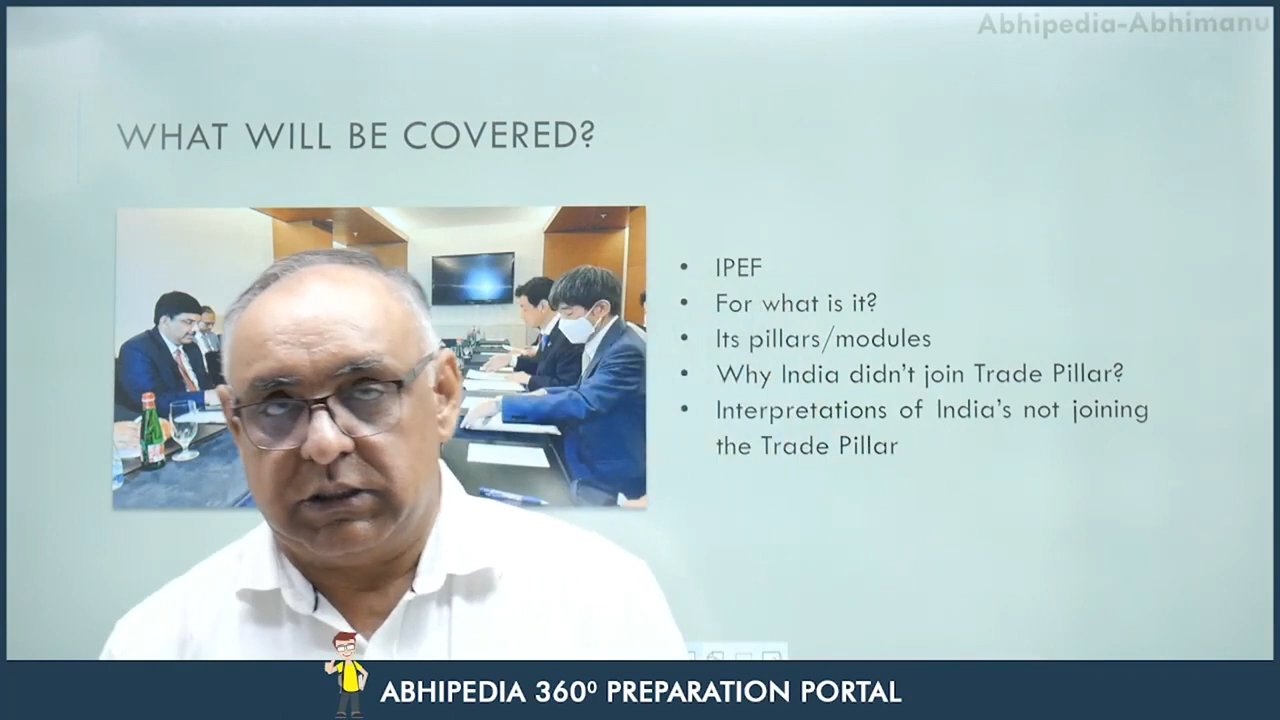 Abhipedia-Abhimanu
WHAT WILL BE COVERED?
• IPEF
• For what is it?
• Its pillars/modules
• Why India didn't join Trade Pillar?
• Interpretations of India's not joining
the Trade Pillar
ABHIPEDIA 360⁰ PREPARATION PORTAL